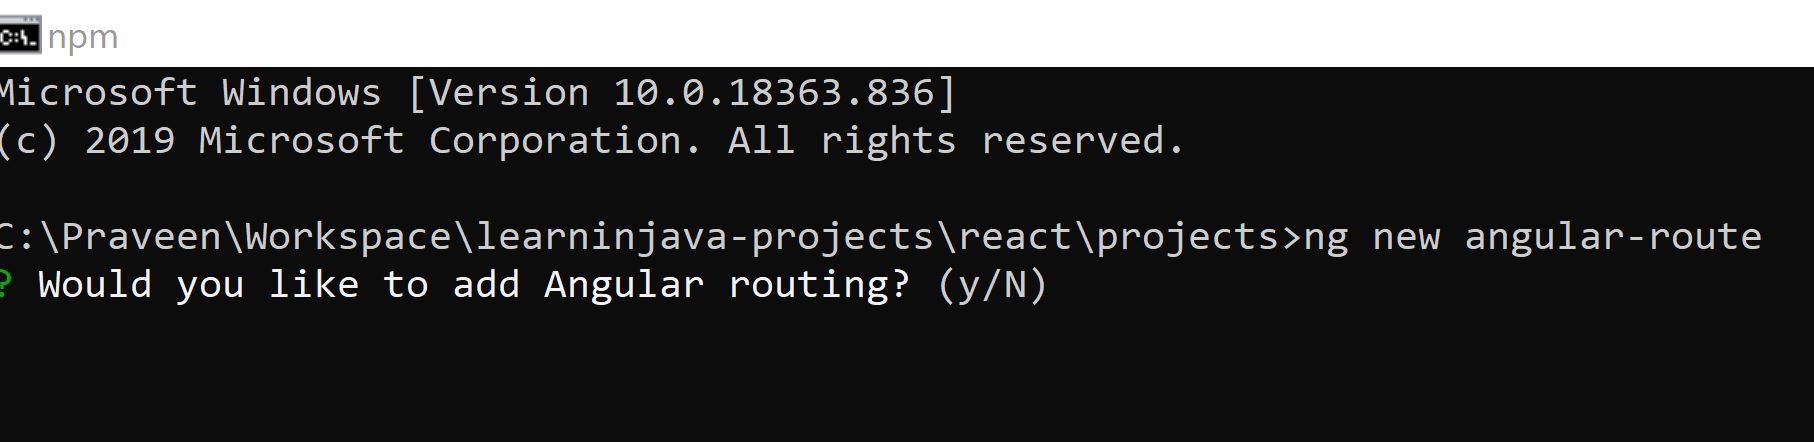 C:\_ npm
Microsoft Windows [Version 10.0.18363.836]
(c) 2019 Microsoft Corporation. All rights reserved.
C:\Praveen\Workspace\learninjava-projects\react\projects>ng new angular-route
? Would you like to add Angular routing? (y/N)